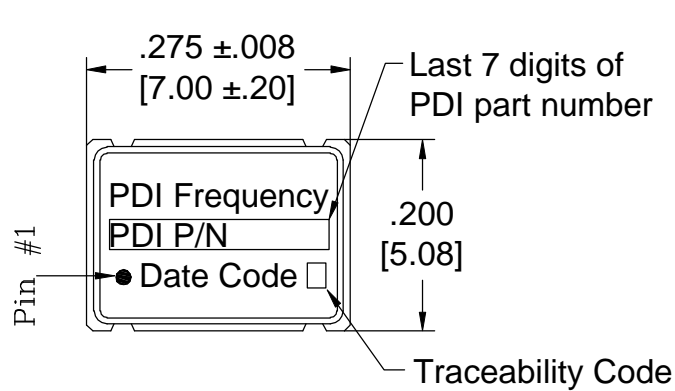 .275 ±.008
[7.00 ±.20]
Last 7 digits of
PDI part number
PDI Frequency
PDI P/N
Date Code
.200
[5.08]
Pin #1
Traceability Code